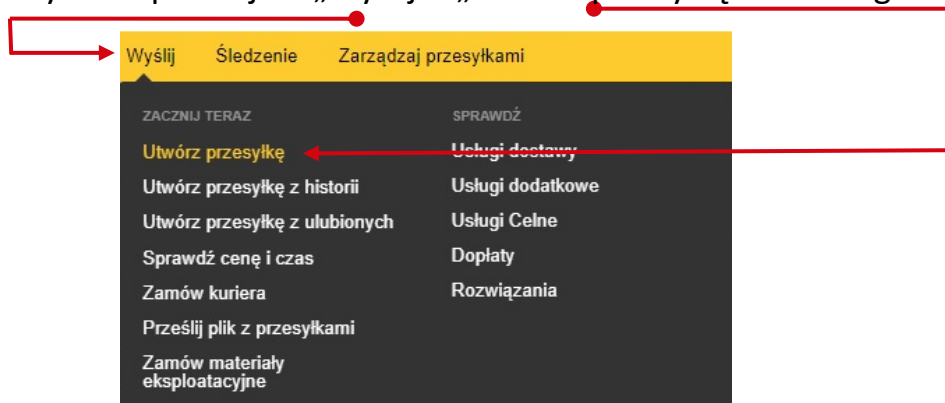 Wyślij Śledzenie Zarządzaj przesyłkami
ZACZNIJ TERAZ
Utwórz przesyłkę
Utwórz przesyłkę z historii
Utwórz przesyłkę z ulubionych
Sprawdź cenę i czas
Zamów kuriera
Prześlij plik z przesyłkami
Zamów materiały
eksploatacyjne
SPRAWDŹ
Usługi dostawy
Usługi dodatkowe
Usługi Celne
Dopłaty
Rozwiązania